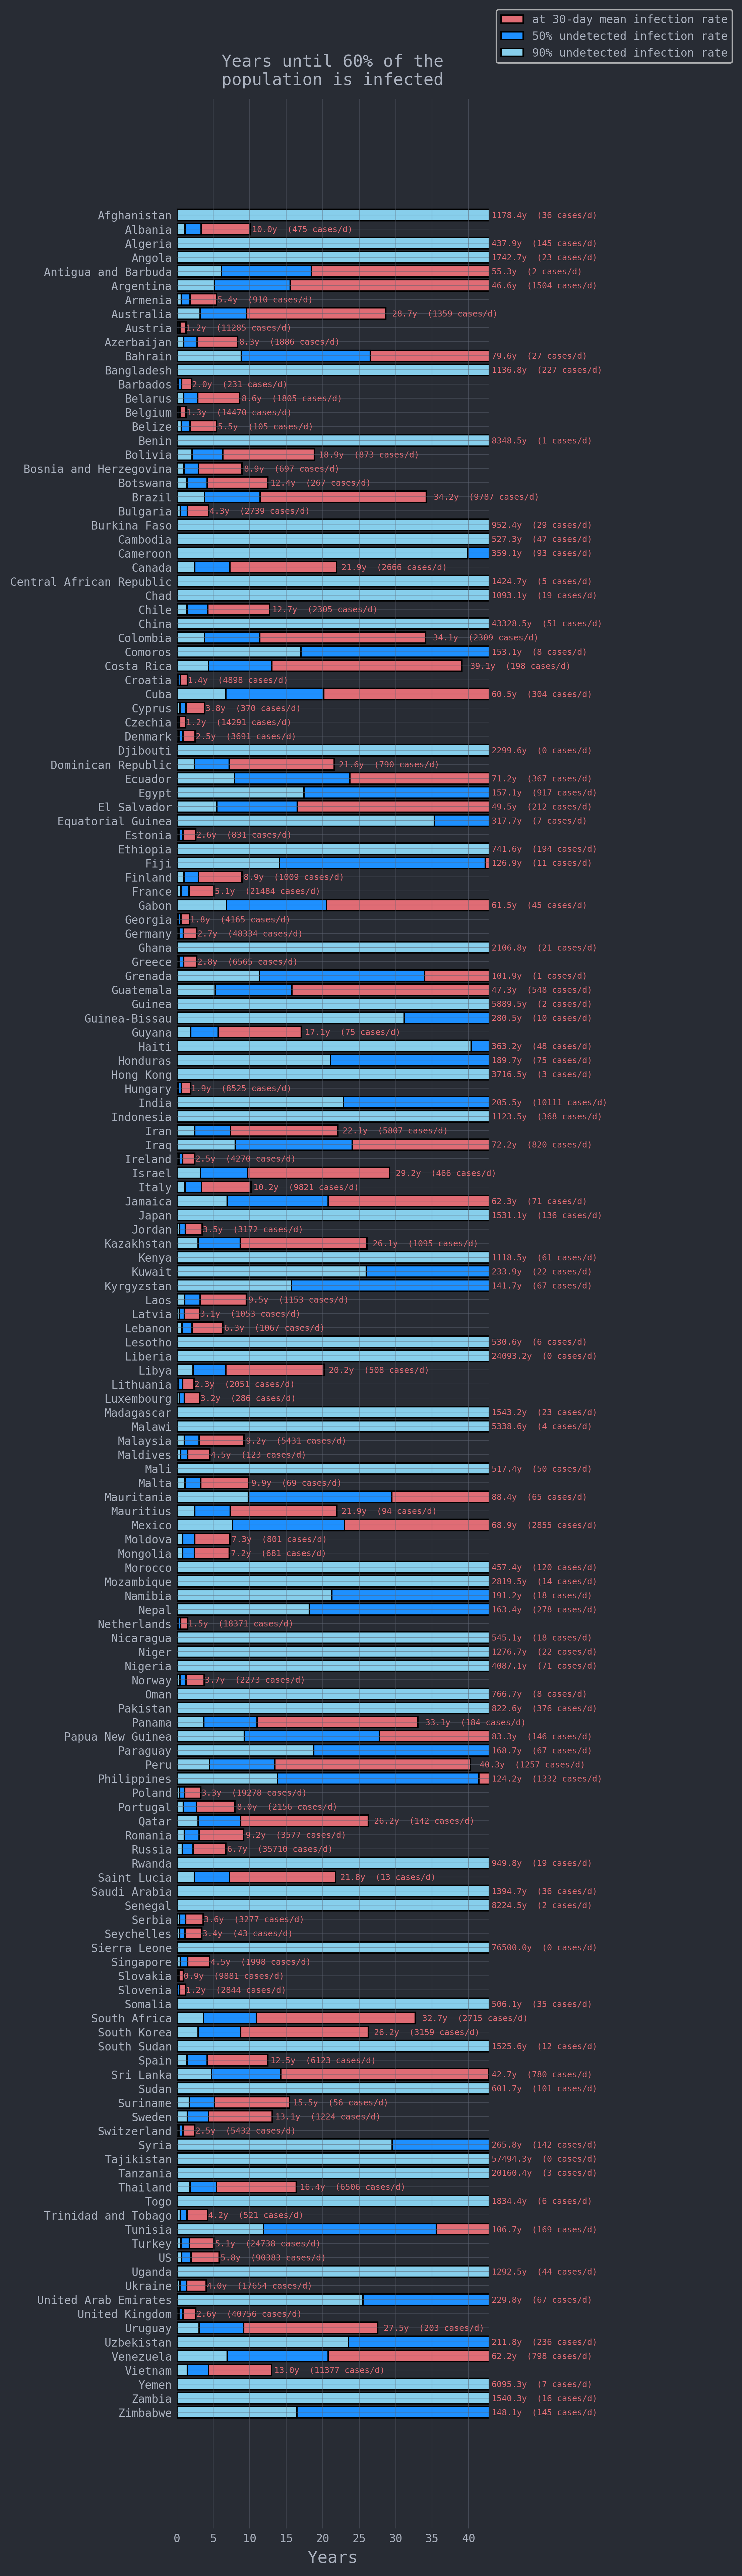 at 30-day mean infection rate
50% undetected infection rate
90% undetected infection rate
Years until 60% of the
population is infected
Afghanistan 1178.4y (36 cases/d)
Albania 10.0y (475 cases/d)
Algeria 437.9y (145 cases/d)
Angola 1742.7y (23 cases/d)
Antigua and Barbuda 55.3y (2 cases/d)
Argentina 46.6y (1504 cases/d)
Armenia 5.4y (910 cases/d)
Australia 28.7y (1359 cases/d)
Austria 1.2y (11285 cases/d)
Azerbaijan 8.3y (1886 cases/d)
Bahrain 79.6y (27 cases/d)
Bangladesh 1136.8y (227 cases/d)
Barbados 2.0y (231 cases/d)
Belarus 8.6y (1805 cases/d)
Belgium 1.3y (14470 cases/d)
Belize 5.5y (105 cases/d)
Benin 8348.5y (1 cases/d)
Bolivia 18.9y (873 cases/d)
Bosnia and Herzegovina 8.9y (697 cases/d)
Botswana 12.4y (267 cases/d)
Brazil 34.2y (9787 cases/d)
Bulgaria 4.3y (2739 cases/d)
Burkina Faso 952.4y (29 cases/d)
Cambodia 527.3y (47 cases/d)
Cameroon 359.1y (93 cases/d)
Canada 21.9y (2666 cases/d)
Central African Republic 1424.7y (5 cases/d)
Chad 1093.1y (19 cases/d)
Chile 12.7y (2305 cases/d)
China 43328.5y (51 cases/d)
Colombia 34.1y (2309 cases/d)
Comoros 153.1y (8 cases/d)
Costa Rica 39.1y (198 cases/d)
Croatia 1.4y (4898 cases/d)
Cuba 60.5y (304 cases/d)
Cyprus 3.8y (370 cases/d)
Czechia 1.2y (14291 cases/d)
Denmark 2.5y (3691 cases/d)
Djibouti 2299.6y (0 cases/d)
Dominican Republic 21.6y (790 cases/d)
Ecuador 71.2y (367 cases/d)
Egypt 157.1y (917 cases/d)
El Salvador 49.5y (212 cases/d)
Equatorial Guinea 317.7y (7 cases/d)
Estonia 2.6y (831 cases/d)
Ethiopia 741.6y (194 cases/d)
Fiji 126.9y (11 cases/d)
Finland 8.9y (1009 cases/d)
France 5.1y (21484 cases/d)
Gabon 61.5y (45 cases/d)
Georgia 1.8y (4165 cases/d)
Germany 2.7y (48334 cases/d)
Ghana 2106.8y (21 cases/d)
Greece 2.8y (6565 cases/d)
Grenada 101.9y (1 cases/d)
Guatemala 47.3y (548 cases/d)
Guinea 5889.5y (2 cases/d)
Guinea-Bissau 280.5y (10 cases/d)
Guyana 17.1y (75 cases/d)
Haiti 363.2y (48 cases/d)
Honduras 189.7y (75 cases/d)
Hong Kong 3716.5y (3 cases/d)
Hungary 1.9y (8525 cases/d)
India 205.5y (10111 cases/d)
Indonesia 1123.5y (368 cases/d)
Iran 22.1y (5807 cases/d)
Iraq 72.2y (820 cases/d)
Ireland 2.5y (4270 cases/d)
Israel 29.2y (466 cases/d)
Italy 10.2y (9821 cases/d)
Jamaica 62.3y (71 cases/d)
Japan 1531.1y (136 cases/d)
Jordan 3.5y (3172 cases/d)
Kazakhstan 26.1y (1095 cases/d)
Kenya 1118.5y (61 cases/d)
Kuwait 233.9y (22 cases/d)
Kyrgyzstan 141.7y (67 cases/d)
Laos 9.5y (1153 cases/d)
Latvia 3.1y (1053 cases/d)
Lebanon 6.3y (1067 cases/d)
Lesotho 530.6y (6 cases/d)
Liberia 24093.2y (0 cases/d)
Libya 20.2y (508 cases/d)
Lithuania 2.3y (2051 cases/d)
Luxembourg 3.2y (286 cases/d)
Madagascar 1543.2y (23 cases/d)
Malawi 5338.6y (4 cases/d)
Malaysia 9.2y (5431 cases/d)
Maldives 4.5y (123 cases/d)
Mali 517.4y (50 cases/d)
Malta 9.9y (69 cases/d)
Mauritania 88.4y (65 cases/d)
Mauritius 21.9y (94 cases/d)
Mexico 68.9y (2855 cases/d)
Moldova 7.3y (801 cases/d)
Mongolia 7.2y (681 cases/d)
Morocco 457.4y (120 cases/d)
Mozambique 2819.5y (14 cases/d)
Namibia 191.2y (18 cases/d)
Nepal 163.4y (278 cases/d)
Netherlands 1.5y (18371 cases/d)
Nicaragua 545.1y (18 cases/d)
Niger 1276.7y (22 cases/d)
Nigeria 4087.1y (71 cases/d)
Norway 3.7y (2273 cases/d)
Oman 766.7y (8 cases/d)
Pakistan 822.6y (376 cases/d)
Panama 33.1y (184 cases/d)
Papua New Guinea 83.3y (146 cases/d)
Paraguay 168.7y (67 cases/d)
Peru 40.3y (1257 cases/d)
Philippines 124.2y (1332 cases/d)
Poland 3.3y (19278 cases/d)
Portugal 8.0y (2156 cases/d)
Qatar 26.2y (142 cases/d)
Romania 9.2y (3577 cases/d)
Russia 6.7y (35710 cases/d)
Rwanda 949.8y (19 cases/d)
Saint Lucia 21.8y (13 cases/d)
Saudi Arabia 1394.7y (36 cases/d)
Senegal 8224.5y (2 cases/d)
Serbia 3.6y (3277 cases/d)
Seychelles 3.4y (43 cases/d)
Sierra Leone 76500.0y (0 cases/d)
Singapore 4.5y (1998 cases/d)
Slovakia 0.9y (9881 cases/d)
Slovenia 1.2y (2844 cases/d)
Somalia 506.1y (35 cases/d)
South Africa 32.7y (2715 cases/d)
South Korea 26.2y (3159 cases/d)
South Sudan 1525.6y (12 cases/d)
Spain 12.5y (6123 cases/d)
Sri Lanka 42.7y (780 cases/d)
Sudan 601.7y (101 cases/d)
Suriname 15.5y (56 cases/d)
Sweden 13.1y (1224 cases/d)
Switzerland 2.5y (5432 cases/d)
Syria 265.8y (142 cases/d)
Tajikistan 57494.3y (0 cases/d)
Tanzania 20160.4y (3 cases/d)
Thailand 16.4y (6506 cases/d)
Togo 1834.4y (6 cases/d)
Trinidad and Tobago 4.2y (521 cases/d)
Tunisia 106.7y (169 cases/d)
Turkey 5.1y (24738 cases/d)
US 5.8y (90383 cases/d)
Uganda 1292.5y (44 cases/d)
Ukraine 4.0y (17654 cases/d)
United Arab Emirates 229.8y (67 cases/d)
United Kingdom 2.6y (40756 cases/d)
Uruguay 27.5y (203 cases/d)
Uzbekistan 211.8y (236 cases/d)
Venezuela 62.2y (798 cases/d)
Vietnam 13.0y (11377 cases/d)
Yemen 6095.3y (7 cases/d)
Zambia 1540.3y (16 cases/d)
Zimbabwe 148.1y (145 cases/d)
0 5 10 15 20 25 30 35 40
Years